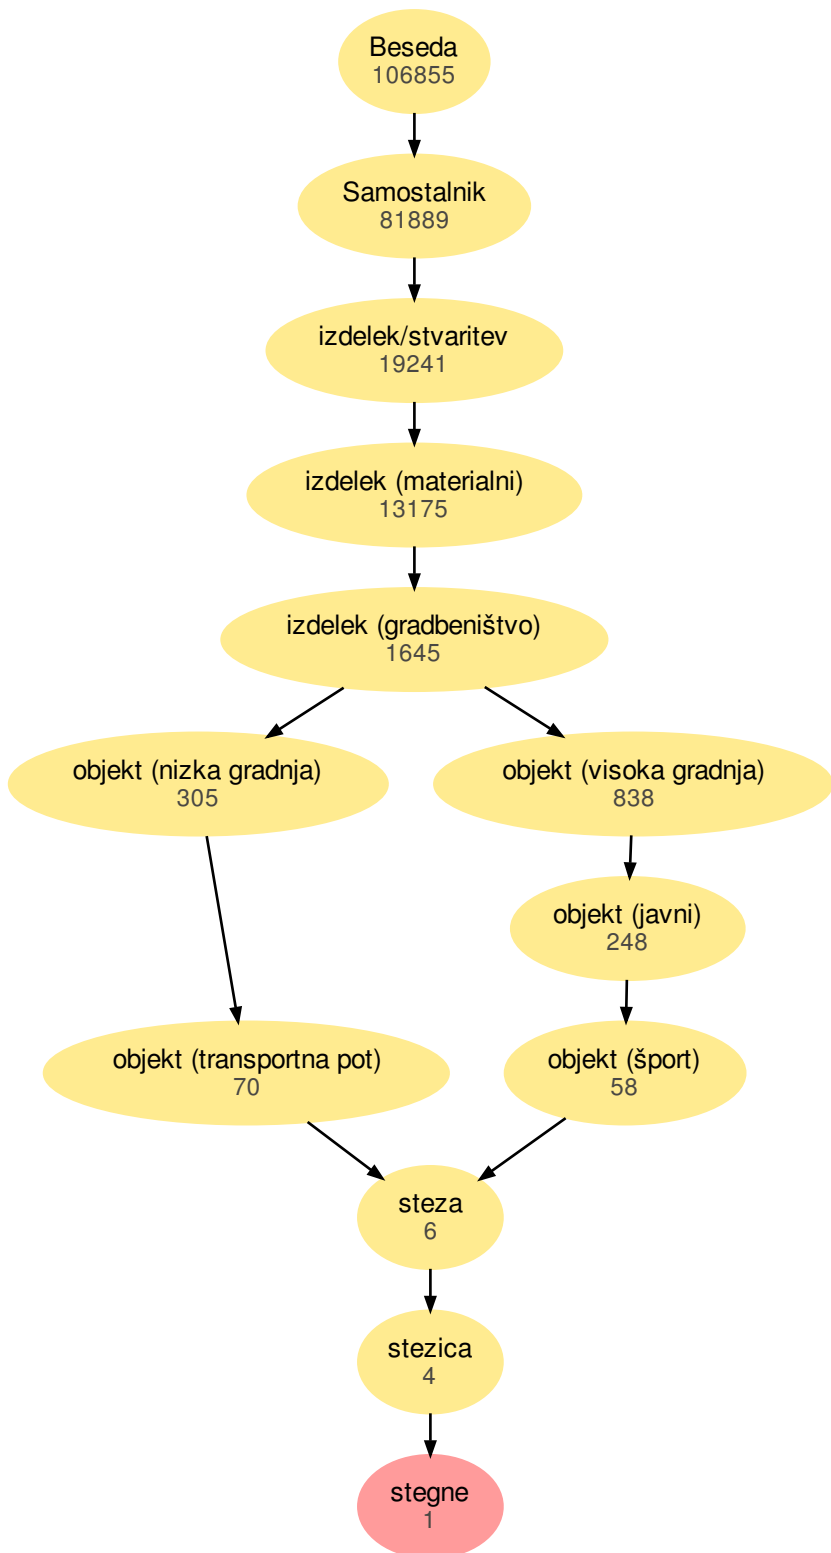 Beseda
106855
Samostalnik
81889
izdelek/stvaritev
19241
izdelek (materialni)
13175
izdelek (gradbeništvo)
1645
objekt (nizka gradnja)
305
objekt (visoka gradnja)
838
objekt (javni)
248
objekt (transportna pot)
70
objekt (šport)
58
steza
6
stezica
4
stegne
1